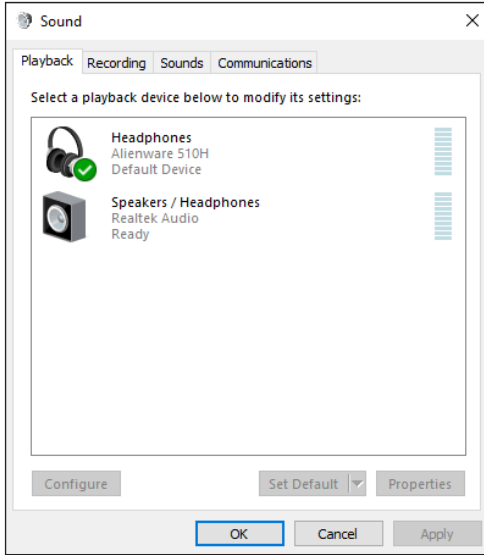 Sound
Playback Recording Sounds Communications
Select a playback device below to modify its settings:
Headphones
Alienware 510H
Default Device
Speakers / Headphones
Realtek Audio
Ready
Configure Set Default Properties
OK Cancel Apply